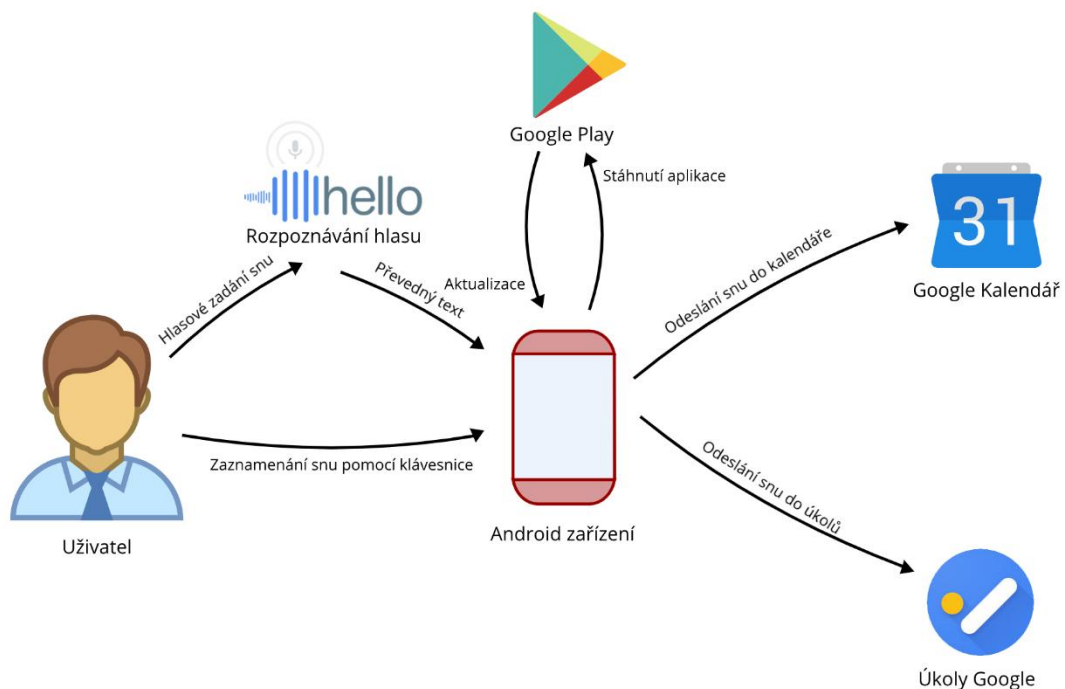 Google Play
Stáhnutí aplikace
hello
Rozpoznávání hlasu
Hlasové zadání snu
Převedný text
Aktualizace
Odeslání snu do kalendáře
31
Google Kalendář
Zaznamenání snu pomocí klávesnice
Uživatel
Android zařízení
Odeslání snu do úkolů
Úkoly Google